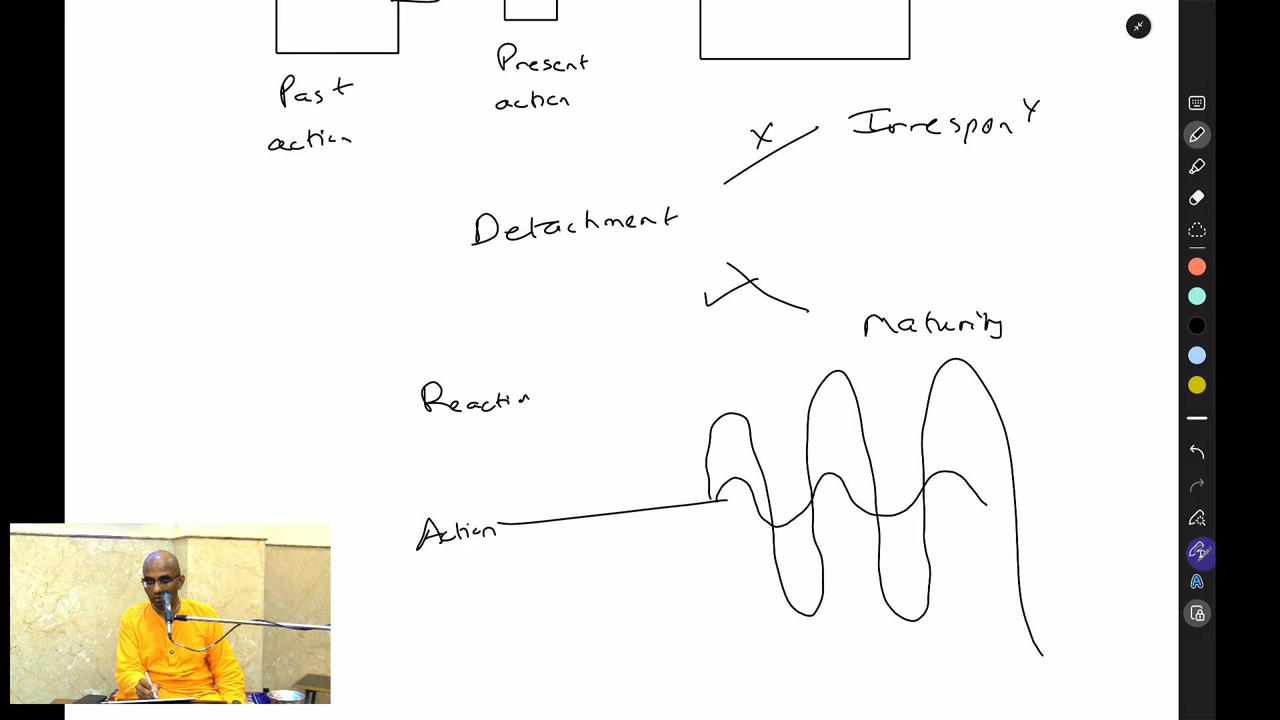 Past
action
Present
action
X
Irrespon Y
Detachment
Maturity
Reaction
Action